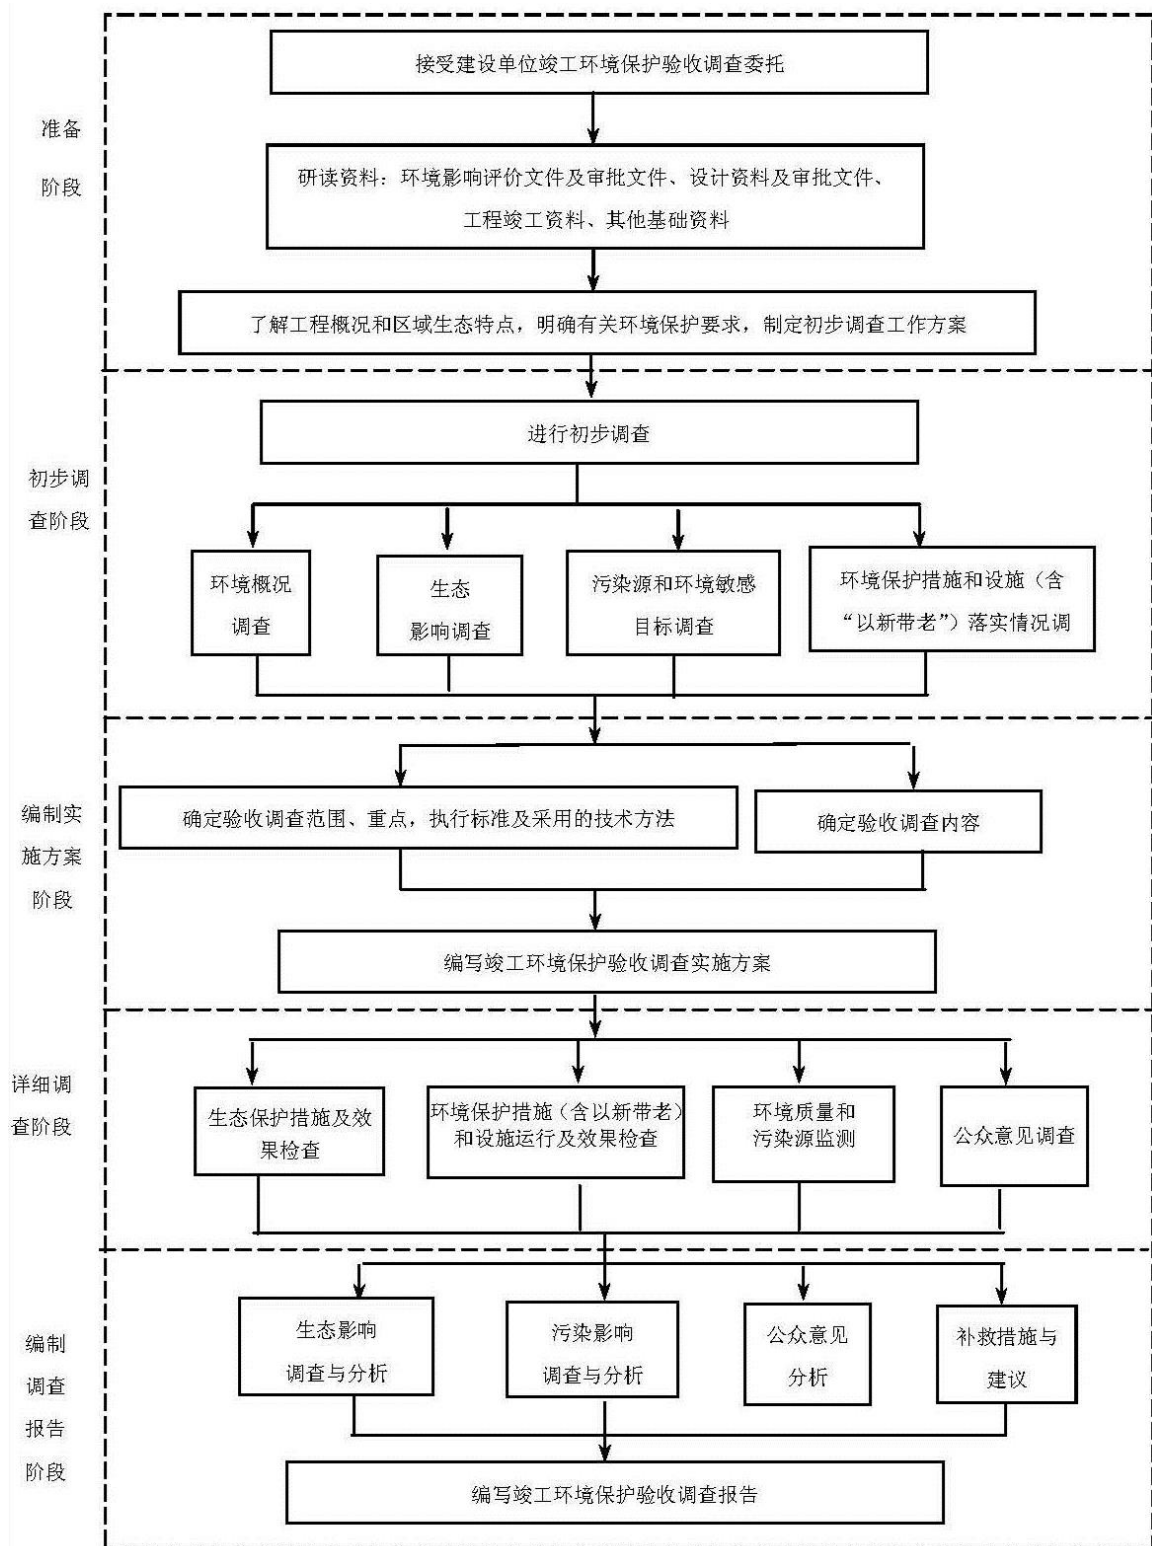 接受建设单位竣工环境保护验收调查委托
准备
阶段
研读资料：环境影响评价文件及审批文件、设计资料及审批文件、
工程竣工资料、其他基础资料
了解工程概况和区域生态特点，明确有关环境保护要求，制定初步调查工作方案
进行初步调查
初步调
查阶段
环境概况
调查
生态
影响调查
污染源和环境敏感
目标调查
环境保护措施和设施（含
“以新带老”）落实情况调
编制实
施方案
阶段
确定验收调查范围、重点，执行标准及采用的技术方法
确定验收调查内容
编写竣工环境保护验收调查实施方案
详细调
查阶段
生态保护措施及效
果检查
环境保护措施（含以新带老）
和设施运行及效果检查
环境质量和
污染源监测
公众意见调查
编制
调查
报告
阶段
生态影响
调查与分析
污染影响
调查与分析
公众意见
分析
补救措施与
建议
编写竣工环境保护验收调查报告